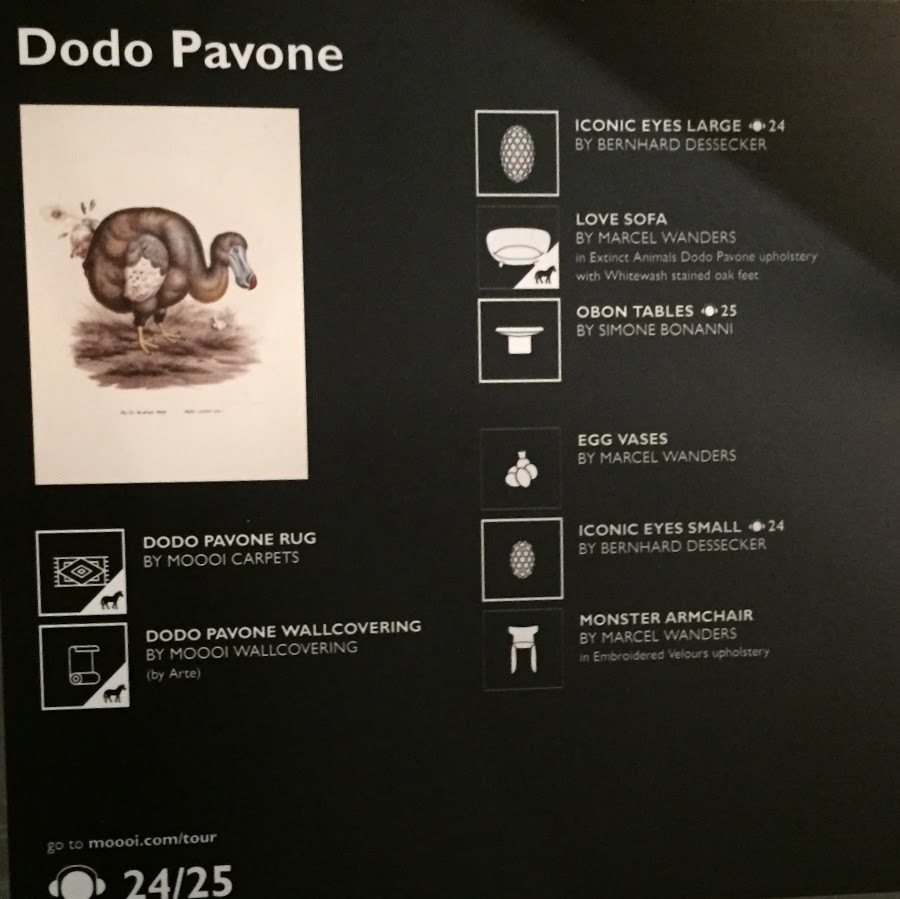 Dodo Pavone
DODO PAVONE RUG
BY MOOOI CARPETS
DODO PAVONE WALLCOVERING
BY MOOOI WALLCOVERING
(by Arte)
ICONIC EYES LARGE 24
BY BERNHARD DESSECKER
LOVE SOFA
BY MARCEL WANDERS
in Extinct Animals Dodo Pavone upholstery
with Whitewash stained oak feet
OBON TABLES 25
BY SIMONE BONANNI
EGG VASES
BY MARCEL WANDERS
ICONIC EYES SMALL 24
BY BERNHARD DESSECKER
MONSTER ARMCHAIR
BY MARCEL WANDERS
in Embroidered Velours upholstery
go to moooi.com/tour
24/25